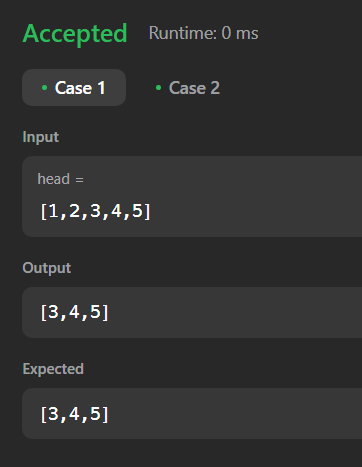 Accepted Runtime: 0 ms
• Case 1 • Case 2
Input
head =
[1,2,3,4,5]
Output
[3,4,5]
Expected
[3,4,5]